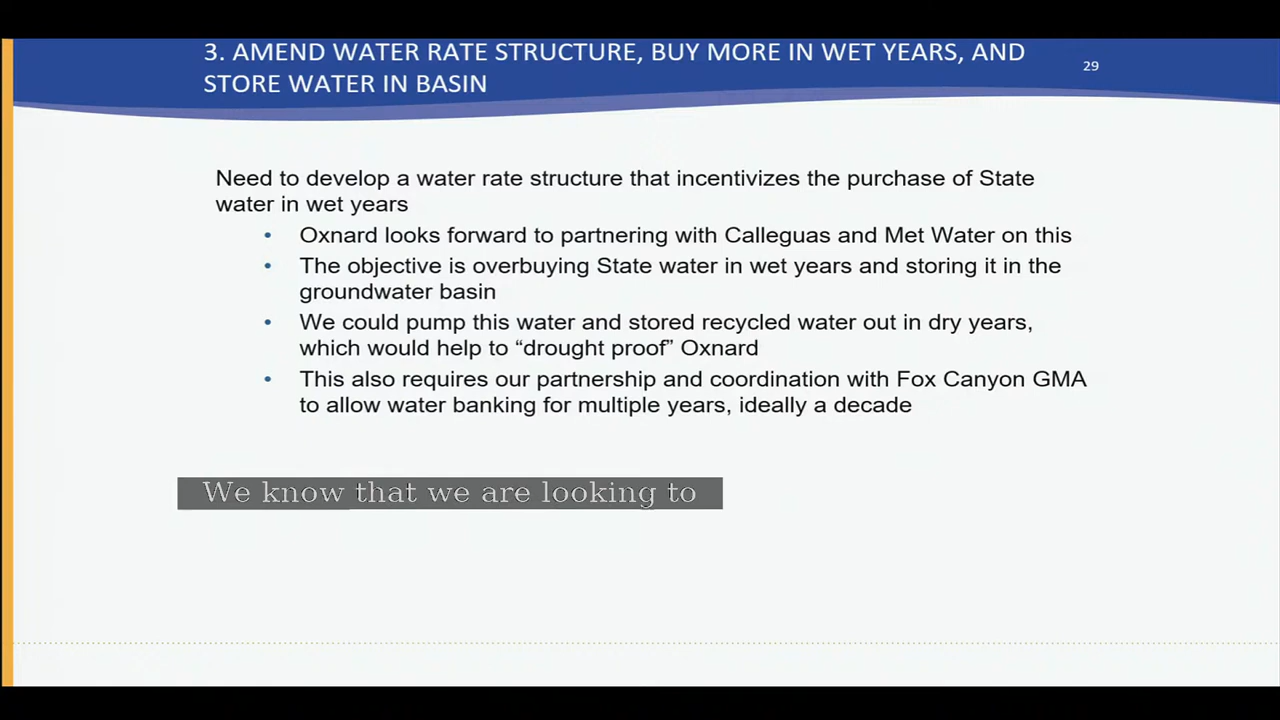 3. AMEND WATER RATE STRUCTURE, BUY MORE IN WET YEARS, AND
STORE WATER IN BASIN
29
Need to develop a water rate structure that incentivizes the purchase of State
water in wet years
• Oxnard looks forward to partnering with Calleguas and Met Water on this
• The objective is overbuying State water in wet years and storing it in the
groundwater basin
• We could pump this water and stored recycled water out in dry years,
which would help to “drought proof” Oxnard
• This also requires our partnership and coordination with Fox Canyon GMA
to allow water banking for multiple years, ideally a decade
We know that we are looking to